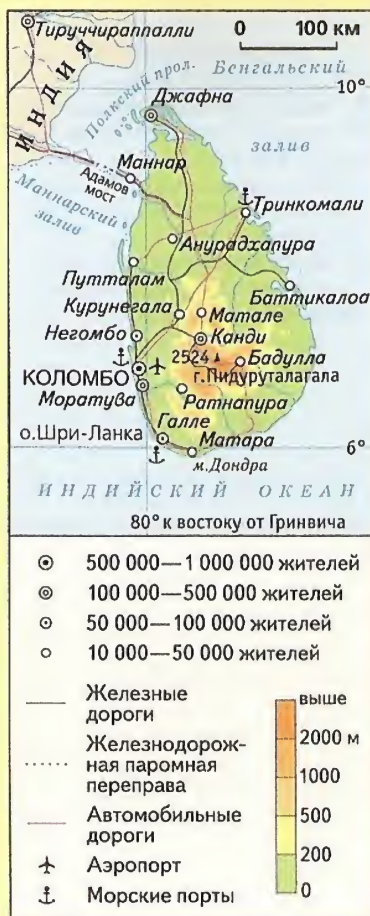 Тируччираппалли
0 100 км
ИНДИЯ
Полкский прол.
Бенгальский
10°
Джафна
залив
Маннар
Адамов
мост
Маннарский
залив
Тринкомали
Анурадхапура
Путталам
Баттикалоа
Курунегала
Матале
Негомбо
Канди
2524
Бадулла
КОЛОМБО
г. Пидуруталагала
Моратува
Ратнапура
о.Шри-Ланка
Галле
Матара
6°
м. Дондра
ИНДИЙСКИЙ ОКЕАН
80° к востоку от Гринвича
500 000—1 000 000 жителей
100 000—500 000 жителей
50 000—100 000 жителей
10 000—50 000 жителей
Железные
дороги
Железнодорож-
ная паромная
переправа
Автомобильные
дороги
Аэропорт
Морские порты
выше
2000 м
1000
500
200
0